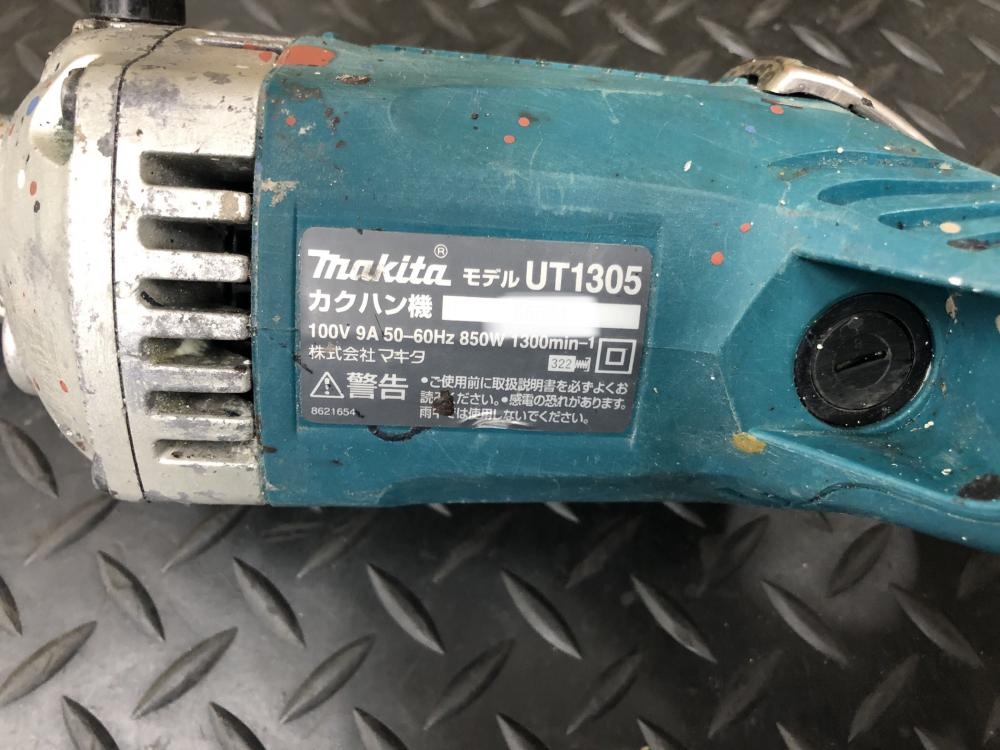 makita® モデル UT1305
カクハン機
100V 9A 50–60Hz 850W 1300min–1
株式会社 マキタ
322
警告 •ご使用前に取扱説明書を必ずよくお
読みください。•感電の恐れがあります。
8621654
雨中では使用しないでください。